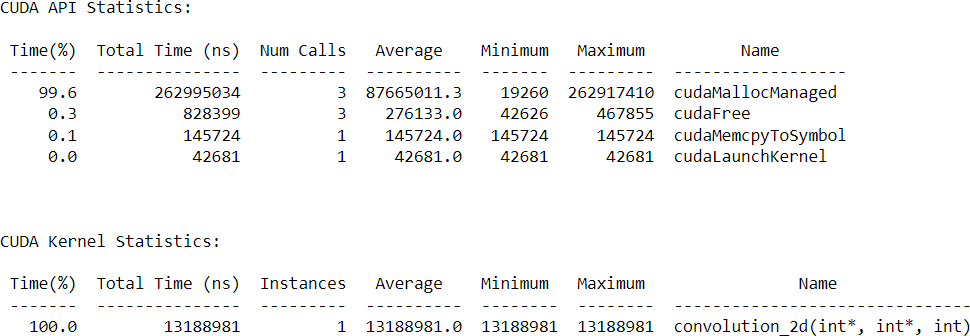 CUDA API Statistics:
Time(%) Total Time (ns) Num Calls Average Minimum Maximum Name
------- --------------- --------- ---------- ------- --------- -----------------
99.6 262995034 3 87665011.3 19260 262917410 cudaMallocManaged
0.3 828399 3 276133.0 42626 467855 cudaFree
0.1 145724 1 145724.0 145724 145724 cudaMemcpyToSymbol
0.0 42681 1 42681.0 42681 42681 cudaLaunchKernel
CUDA Kernel Statistics:
Time(%) Total Time (ns) Instances Average Minimum Maximum Name
------- --------------- --------- ---------- -------- -------- ------------------------------
100.0 13188981 1 13188981.0 13188981 13188981 convolution_2d(int*, int*, int)